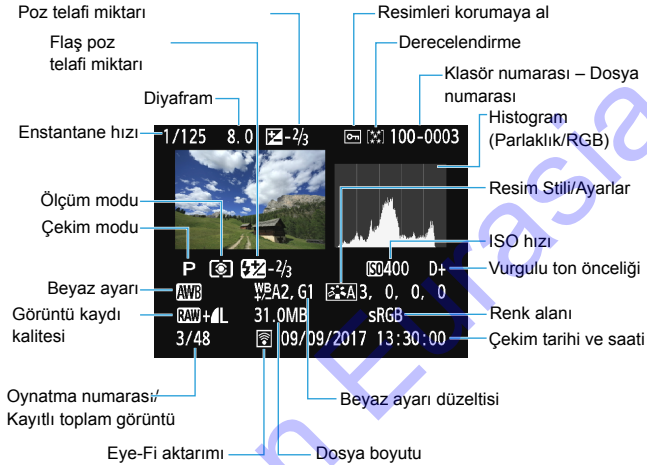 Poz telafi miktarı
Resimleri korumaya al
Flaş poz
telafi miktarı
Derecelendirme
Klasör numarası – Dosya
numarası
Diyafram
Histogram
(Parlaklık/RGB)
Enstantane hızı
1/125 8.0 -2/3 100-0003
Ölçüm modu
Resim Stili/Ayarlar
Çekim modu
ISO hızı
P -2/3 ISO400 D+
Vurgulu ton önceliği
Beyaz ayarı
AWB WB A2, G1 A 3, 0, 0, 0
Görüntü kaydı
kalitesi
RAW+L 31.0MB sRGB
Renk alanı
3/48 09/09/2017 13:30:00
Çekim tarihi ve saati
Oynatma numarası/
Kayıtlı toplam görüntü
Beyaz ayarı düzeltisi
Eye-Fi aktarımı
Dosya boyutu
n Eurasia